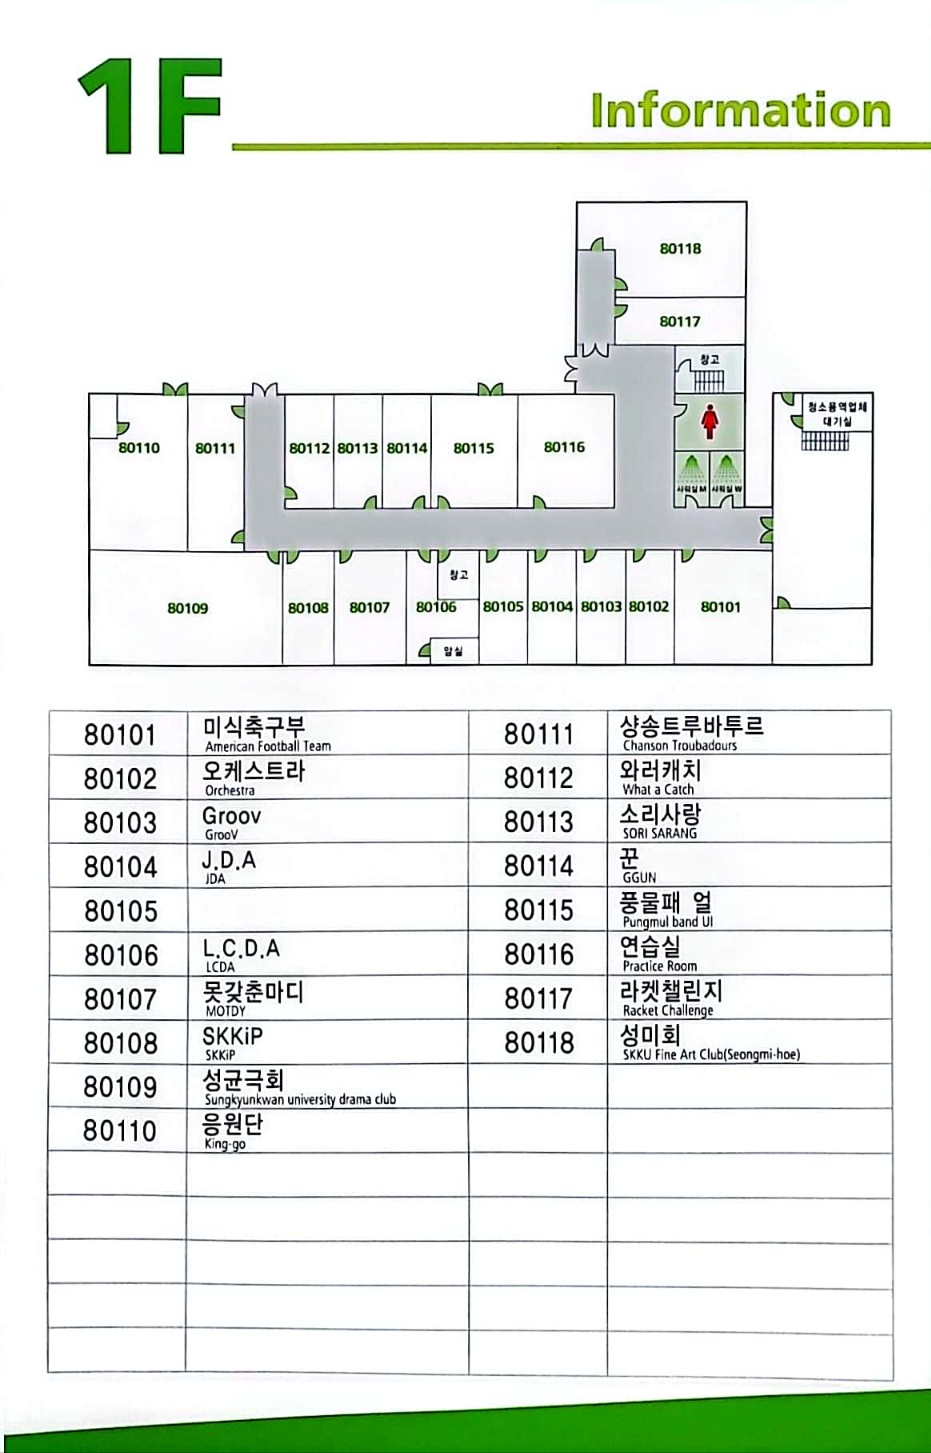 1F
Information
80118
80117
창고
청소용역업체
대기실
80110
80111
80112
80113
80114
80115
80116
샤워실 M
샤워실 W
창고
80109
80108
80107
80106
80105
80104
80103
80102
80101
암실
80101
미식축구부
American Football Team
80111
샹송트루바투르
Chanson Troubadours
80102
오케스트라
Orchestra
80112
와러캐치
What a Catch
80103
Groov
GrooV
80113
소리사랑
SORI SARANG
80104
J.D.A
JDA
80114
꾼
GGUN
80105
80115
풍물패 얼
Pungmul band Ul
80106
L.C.D.A
LCDA
80116
연습실
Practice Room
80107
못갖춘마디
MOTDY
80117
라켓챌린지
Racket Challenge
80108
SKKiP
SKKiP
80118
성미회
SKKU Fine Art Club(Seongmi-hoe)
80109
성균극회
Sungkyunkwan university drama club
80110
응원단
King-go